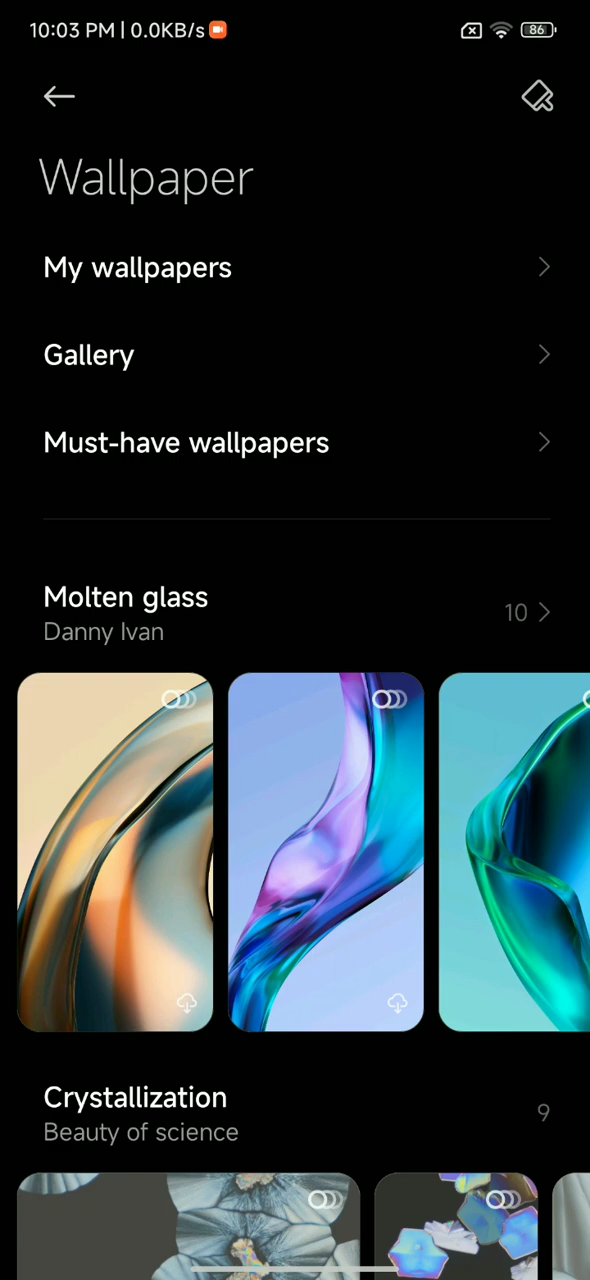 10:03 PM | 0.0KB/s
86
Wallpaper
My wallpapers
Gallery
Must-have wallpapers
Molten glass
Danny Ivan
10
Crystallization
Beauty of science
9